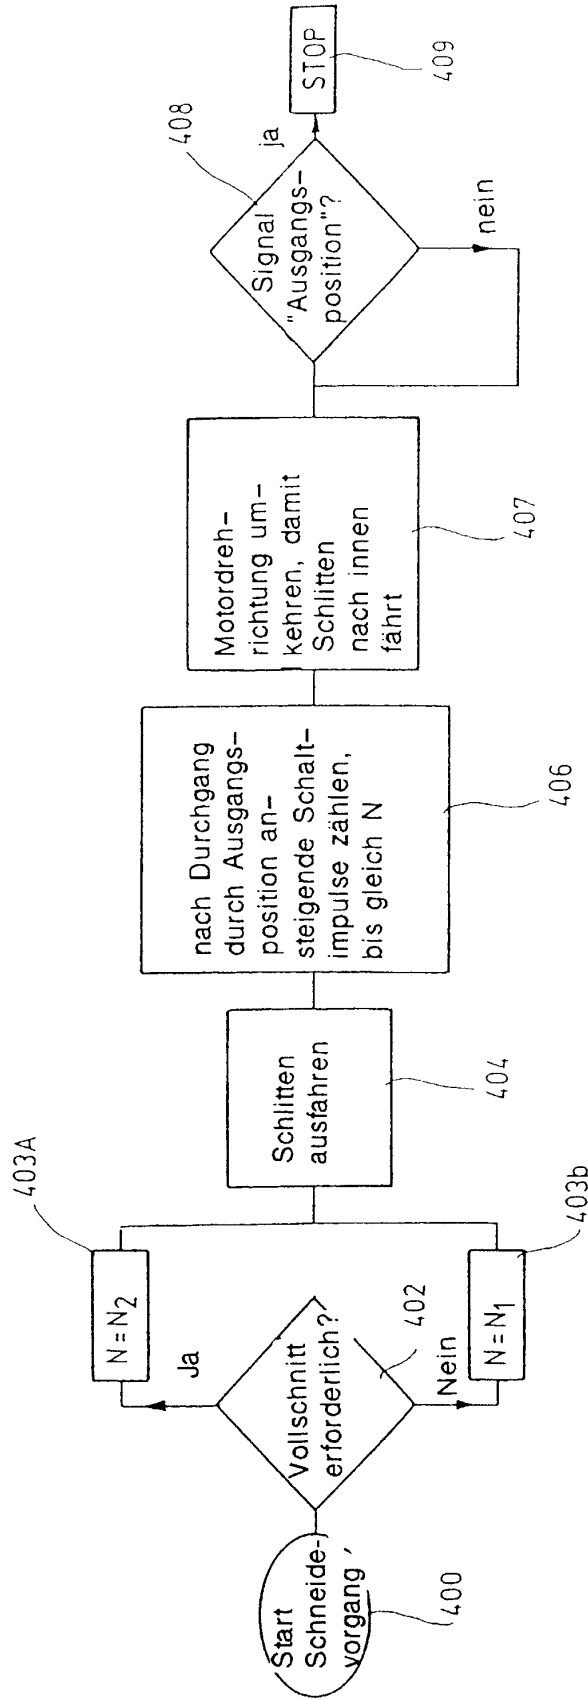 Start
Schneide-
vorgang
400
Vollschnitt
erforderlich?
402
Ja
N = N2
403A
Nein
N = N1
403b
Schlitten
ausfahren
404
nach Durchgang
durch Ausgangs-
position an-
steigende Schalt-
impulse zählen,
bis gleich N
406
Motordreh-
richtung um-
kehren, damit
Schlitten
nach innen
fährt
407
Signal
"Ausgangs-
position"?
408
ja
nein
STOP
409